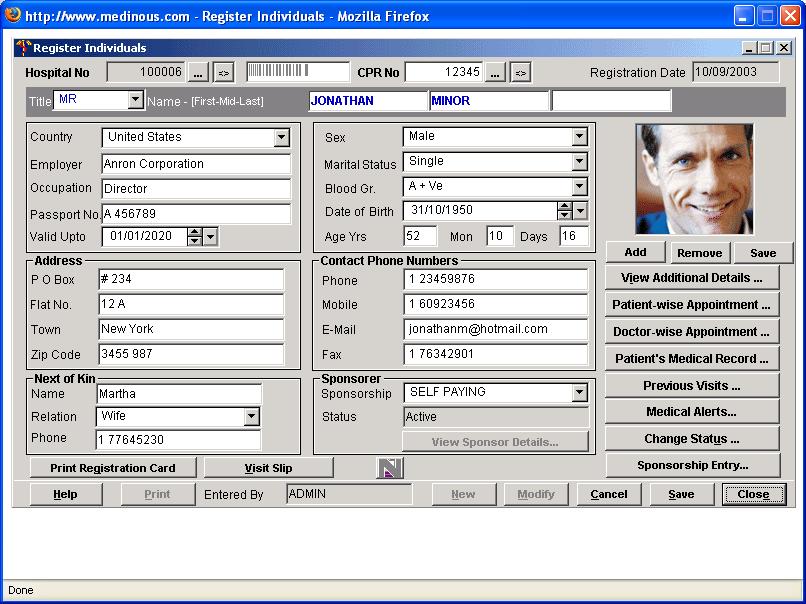 http://www.medinous.com - Register Individuals - Mozilla Firefox
Register Individuals
Hospital No 100006 ... <> CPR No 12345 ... <> Registration Date 10/09/2003
Title MR Name - [First-Mid-Last] JONATHAN MINOR
Country United States
Employer Anron Corporation
Occupation Director
Passport No. A 456789
Valid Upto 01/01/2020
Sex Male
Marital Status Single
Blood Gr. A + Ve
Date of Birth 31/10/1950
Age Yrs 52 Mon 10 Days 16
Add Remove Save
Address
P O Box # 234
Flat No. 12 A
Town New York
Zip Code 3455 987
Contact Phone Numbers
Phone 1 23459876
Mobile 1 60923456
E-Mail jonathanm@hotmail.com
Fax 1 76342901
View Additional Details ...
Patient-wise Appointment ...
Doctor-wise Appointment ...
Patient's Medical Record ...
Previous Visits ...
Medical Alerts...
Change Status ...
Sponsorship Entry...
Next of Kin
Name Martha
Relation Wife
Phone 1 77645230
Sponsorer
Sponsorship SELF PAYING
Status Active
View Sponsor Details...
Print Registration Card Visit Slip N
Help Print Entered By ADMIN New Modify Cancel Save Close
Done